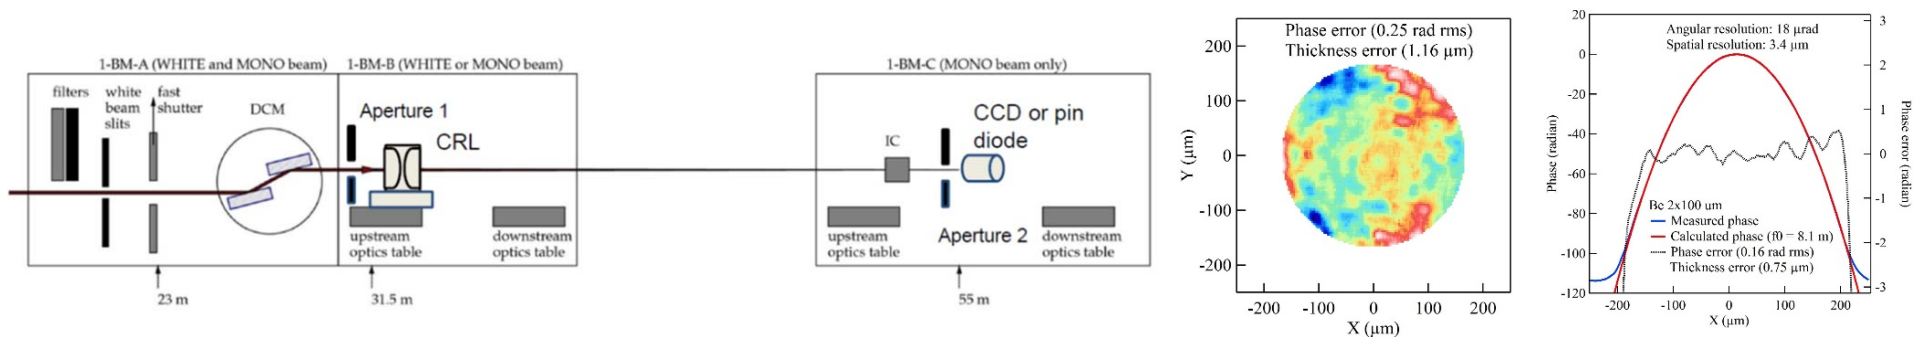 1-BM-A (WHITE and MONO beam)
1-BM-B (WHITE or MONO beam)
1-BM-C (MONO beam only)
filters
white
beam
slits
fast
shutter
DCM
Aperture 1
CRL
upstream
optics table
downstream
optics table
IC
CCD or pin
diode
Aperture 2
upstream
optics table
downstream
optics table
23 m
31.5 m
55 m
Phase error (0.25 rad rms)
Thickness error (1.16 µm)
200
100
0
-100
-200
Y (µm)
-200
-100
0
100
200
X (µm)
Angular resolution: 18 µrad
Spatial resolution: 3.4 µm
20
0
-20
-40
-60
-80
-100
-120
Phase (radian)
3
2
1
0
-1
-2
-3
Phase error (radian)
Be 2x100 um
Measured phase
Calculated phase (f0 = 8.1 m)
Phase error (0.16 rad rms)
Thickness error (0.75 µm)
-200
-100
0
100
200
X (µm)